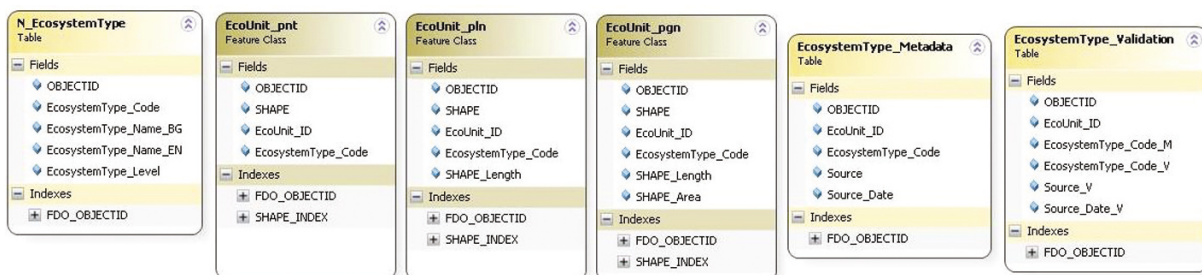 N_EcosystemType
Table
Fields
OBJECTID
EcosystemType_Code
EcosystemType_Name_BG
EcosystemType_Name_EN
EcosystemType_Level
Indexes
FDO_OBJECTID
EcoUnit_pnt
Feature Class
Fields
OBJECTID
SHAPE
EcoUnit_ID
EcosystemType_Code
Indexes
FDO_OBJECTID
SHAPE_INDEX
EcoUnit_pln
Feature Class
Fields
OBJECTID
SHAPE
EcoUnit_ID
EcosystemType_Code
SHAPE_Length
Indexes
FDO_OBJECTID
SHAPE_INDEX
EcoUnit_pgn
Feature Class
Fields
OBJECTID
SHAPE
EcoUnit_ID
EcosystemType_Code
SHAPE_Length
SHAPE_Area
Indexes
FDO_OBJECTID
SHAPE_INDEX
EcosystemType_Metadata
Table
Fields
OBJECTID
EcoUnit_ID
EcosystemType_Code
Source
Source_Date
Indexes
FDO_OBJECTID
EcosystemType_Validation
Table
Fields
OBJECTID
EcoUnit_ID
EcosystemType_Code_M
EcosystemType_Code_V
Source_V
Source_Date_V
Indexes
FDO_OBJECTID